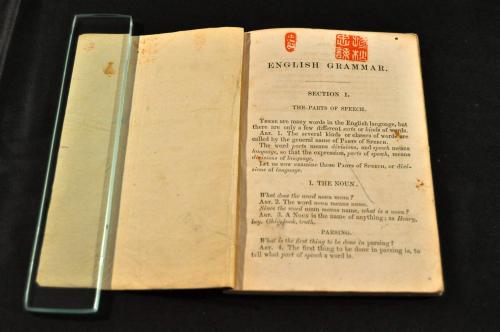 ENGLISH GRAMMAR.
SECTION I.
THE PARTS OF SPEECH.
THERE are many words in the English language, but
there are only a few different sorts or kinds of words.
ART. 1. The several kinds or classes of words are
called by the general name of PARTS OF SPEECH.
The word parts means divisions, and speech means
language, so that the expression, parts of speech, means
divisions of language.
Let us now examine these PARTS OF SPEECH, or divi-
sions of language.
I. THE NOUN.
What does the word noun mean?
ART. 2. The word noun means name.
Since the word noun means name, what is a noun?
ART. 3. A NOUN is the name of anything; as Henry,
boy, truth.
PARSING.
What is the first thing to be done in parsing?
ART. 4. The first thing to be done in parsing is, to
tell what part of speech a word is.